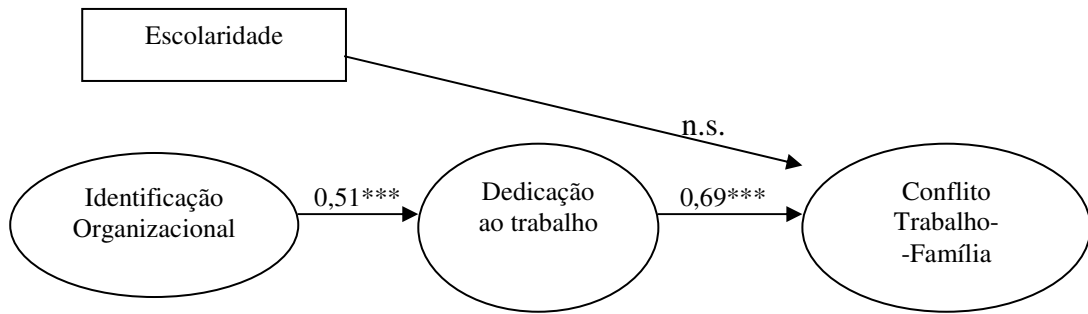 Escolaridade
n.s.
Identificação
Organizacional
0,51***
Dedicação
ao trabalho
0,69***
Conflito
Trabalho-
-Família